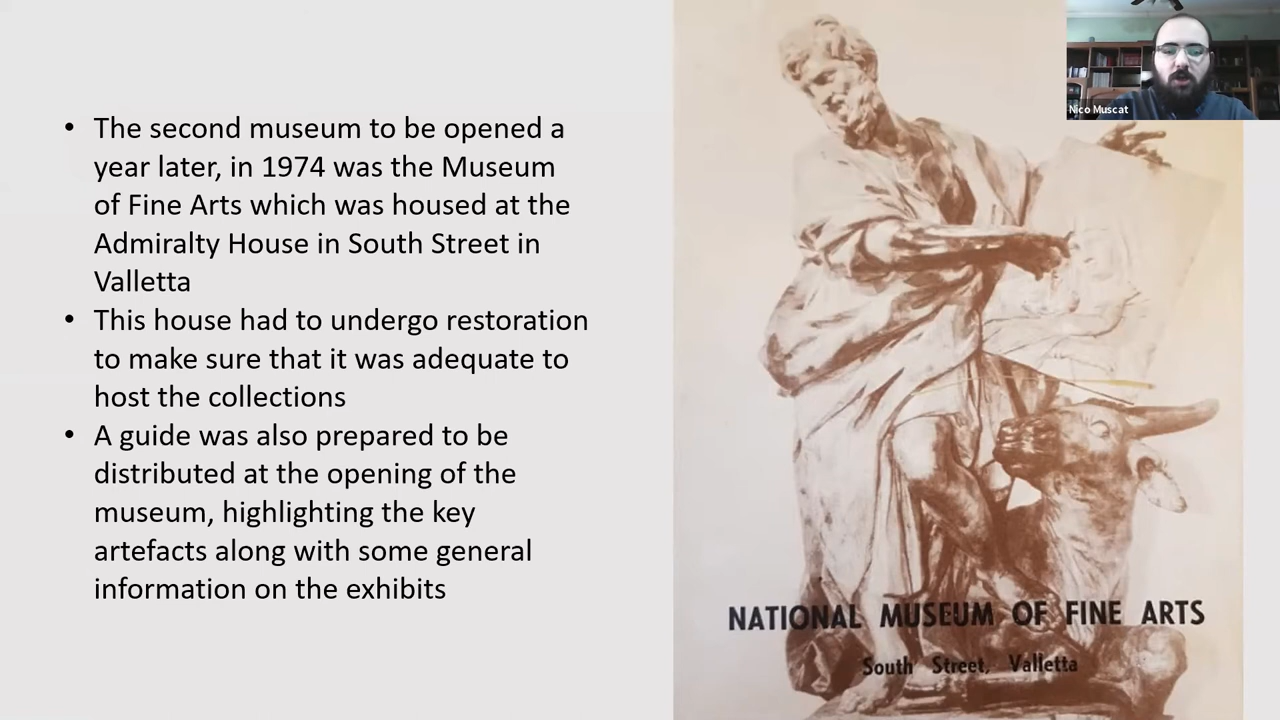 • The second museum to be opened a
year later, in 1974 was the Museum
of Fine Arts which was housed at the
Admiralty House in South Street in
Valletta
• This house had to undergo restoration
to make sure that it was adequate to
host the collections
• A guide was also prepared to be
distributed at the opening of the
museum, highlighting the key
artefacts along with some general
information on the exhibits
Nico Muscat
NATIONAL MUSEUM OF FINE ARTS
South Street, Valletta